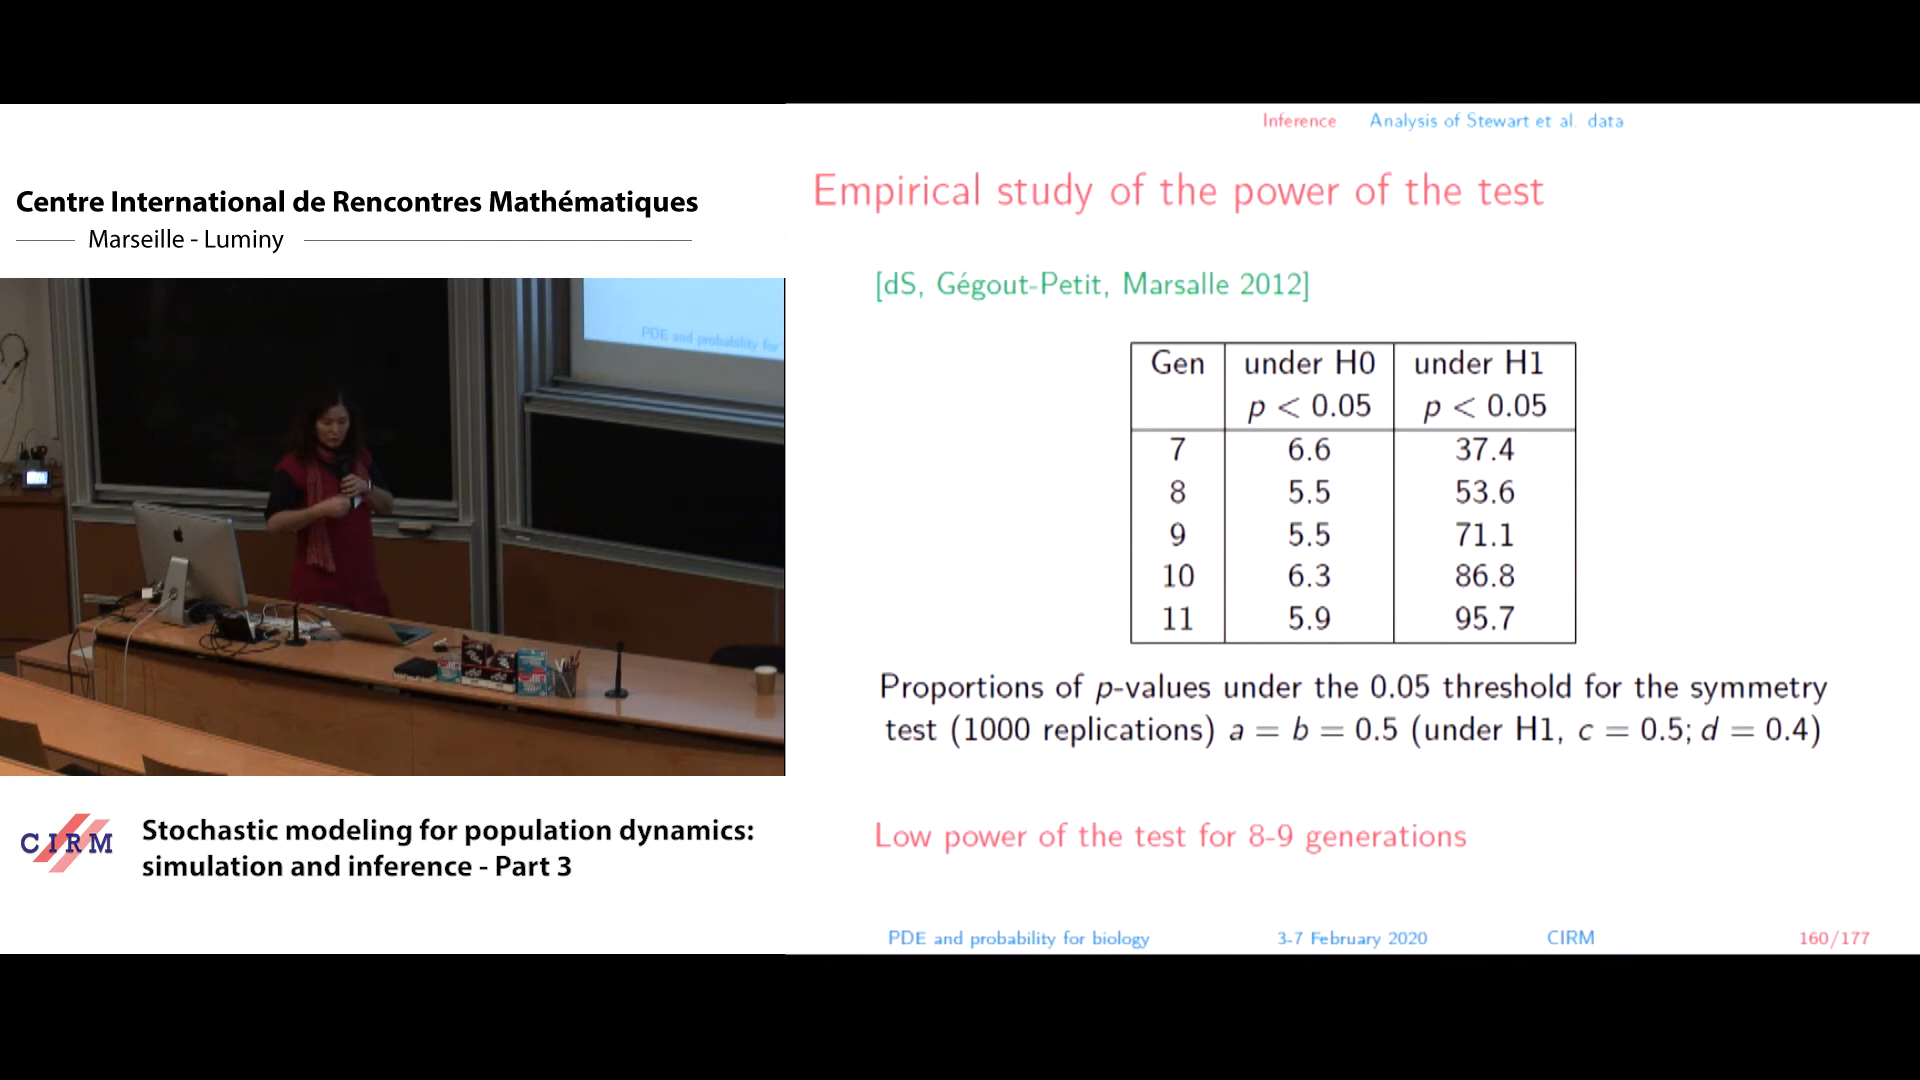 Centre International de Rencontres Mathématiques
Marseille - Luminy
PDE and probability for
CIRM
Stochastic modeling for population dynamics:
simulation and inference - Part 3
Inference Analysis of Stewart et al. data
Empirical study of the power of the test
[dS, Gégout-Petit, Marsalle 2012]
Gen under H0 under H1
p < 0.05 p < 0.05
7 6.6 37.4
8 5.5 53.6
9 5.5 71.1
10 6.3 86.8
11 5.9 95.7
Proportions of p-values under the 0.05 threshold for the symmetry
test (1000 replications) a = b = 0.5 (under H1, c = 0.5; d = 0.4)
Low power of the test for 8-9 generations
PDE and probability for biology 3-7 February 2020 CIRM 160/177